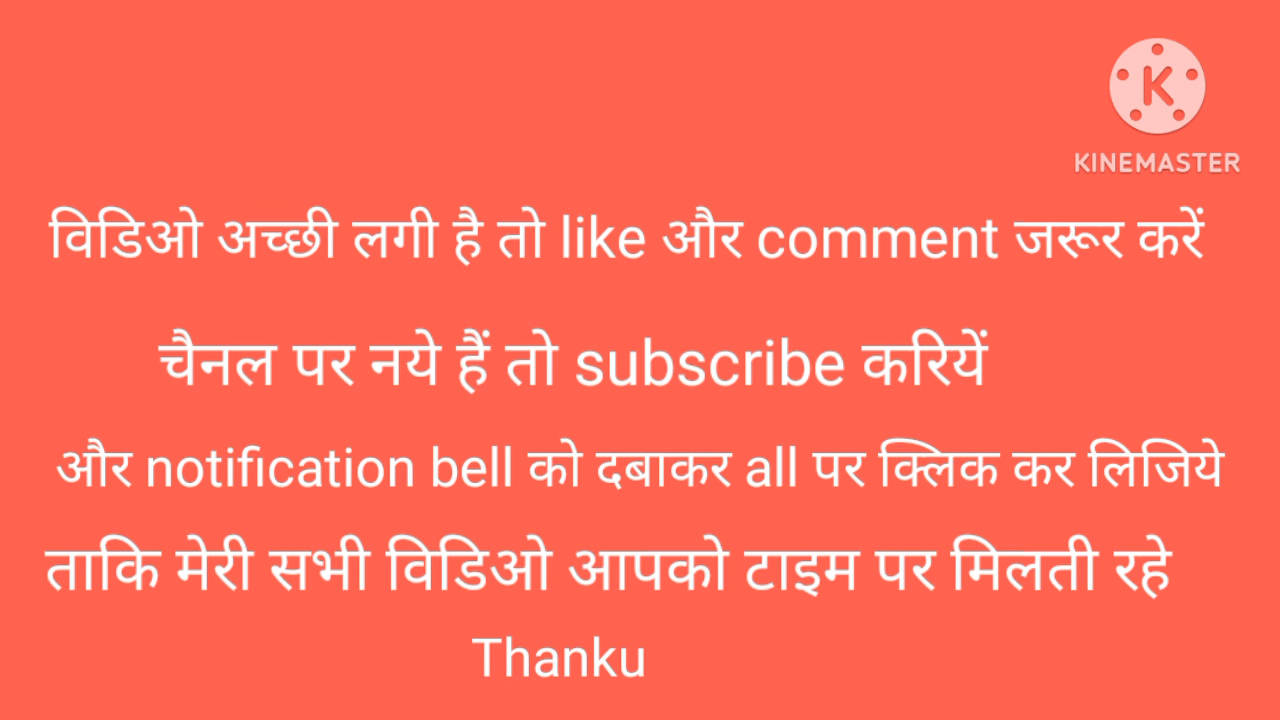 K
KINEMASTER
विडिओ अच्छी लगी है तो like और comment जरूर करें
चैनल पर नये हैं तो subscribe करियें
और notification bell को दबाकर all पर क्लिक कर लिजिये
ताकि मेरी सभी विडिओ आपको टाइम पर मिलती रहे
Thanku